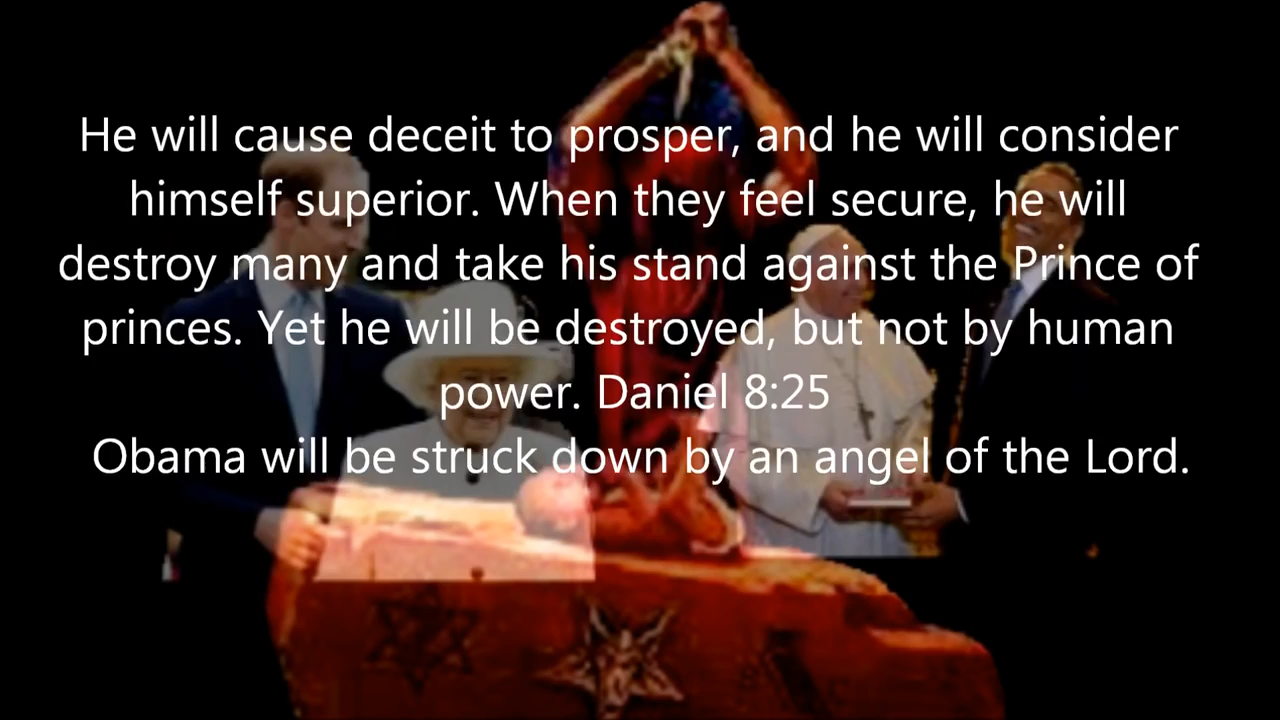 He will cause deceit to prosper, and he will consider
himself superior. When they feel secure, he will
destroy many and take his stand against the Prince of
princes. Yet he will be destroyed, but not by human
power. Daniel 8:25
Obama will be struck down by an angel of the Lord.